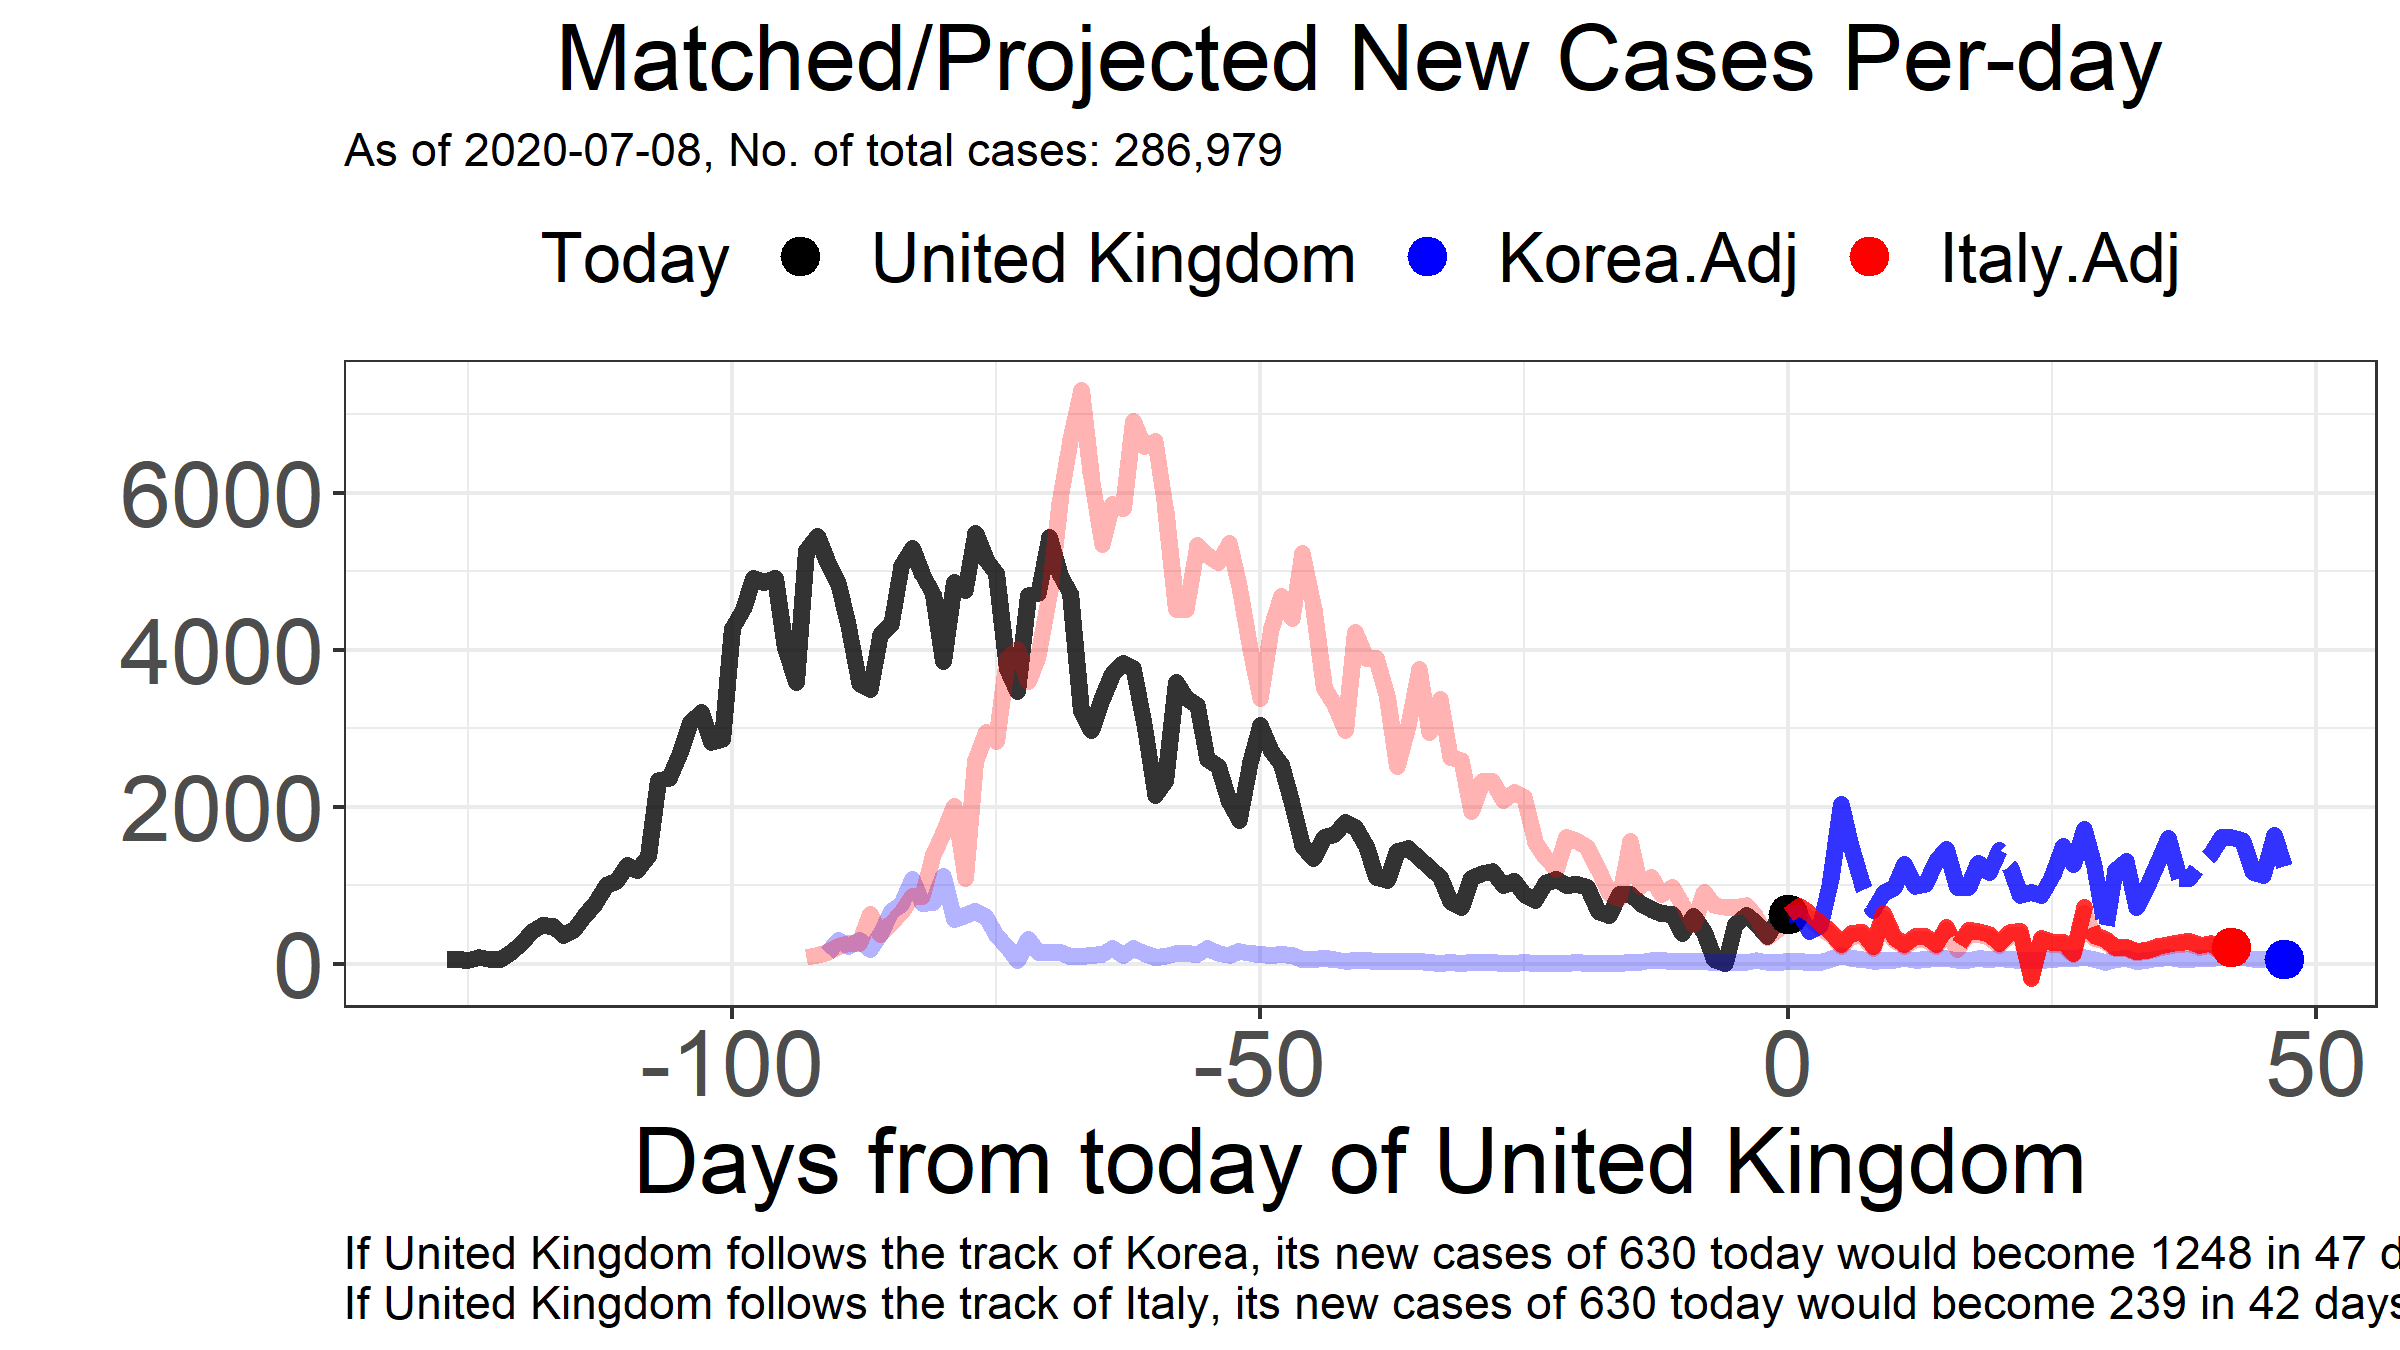 Matched/Projected New Cases Per-day
As of 2020-07-08, No. of total cases: 286,979
Today United Kingdom Korea.Adj Italy.Adj
6000
4000
2000
0
-100 -50 0 50
Days from today of United Kingdom
If United Kingdom follows the track of Korea, its new cases of 630 today would become 1248 in 47 d
If United Kingdom follows the track of Italy, its new cases of 630 today would become 239 in 42 days